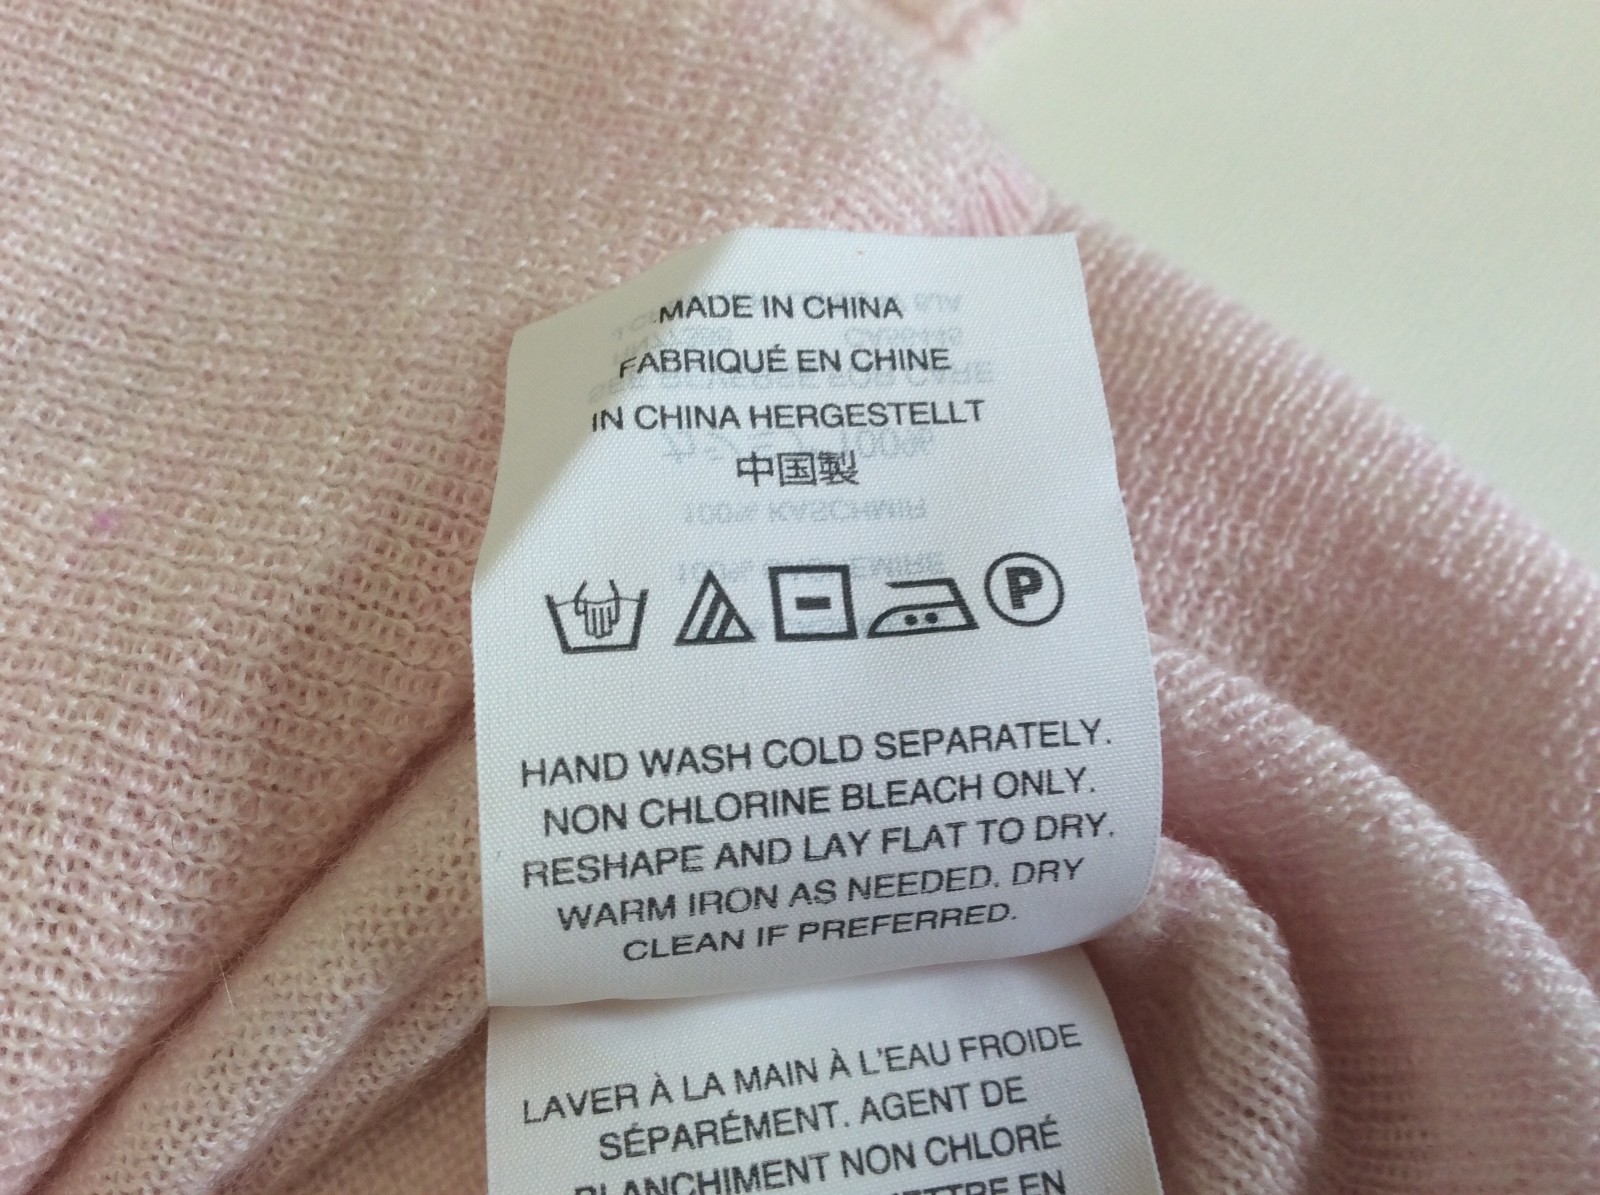 MADE IN CHINA
FABRIQUÉ EN CHINE
IN CHINA HERGESTELLT
中国製
P
HAND WASH COLD SEPARATELY.
NON CHLORINE BLEACH ONLY.
RESHAPE AND LAY FLAT TO DRY.
WARM IRON AS NEEDED. DRY
CLEAN IF PREFERRED.
LAVER À LA MAIN À L'EAU FROIDE
SÉPARÉMENT. AGENT DE
BLANCHIMENT NON CHLORÉ
EN